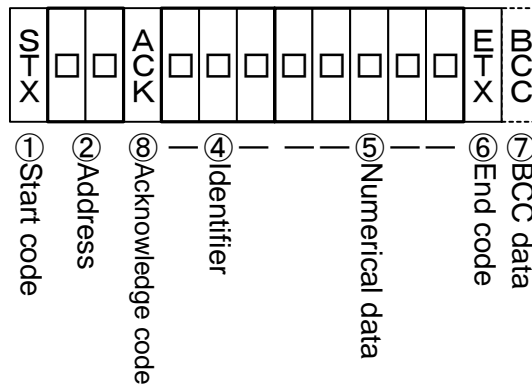 STX □ □ ACK □ □ □ □ □ □ □ □ ETX BCC
①Start code
②Address
⑧Acknowledge code
④Identifier
⑤Numerical data
⑥End code
⑦BCC data